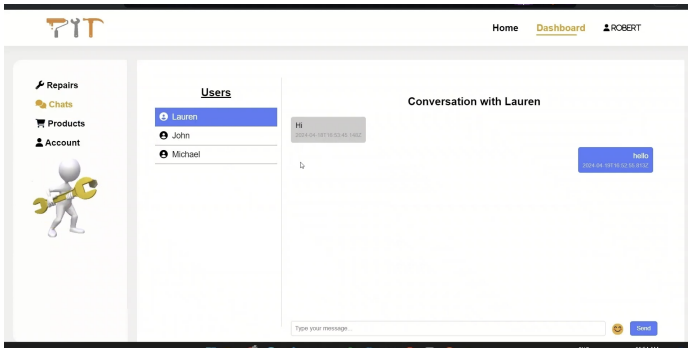 PIT
Home
Dashboard
ROBERT
Repairs
Chats
Products
Account
Users
Lauren
John
Michael
Conversation with Lauren
Hi
hello
Type your message...
Send